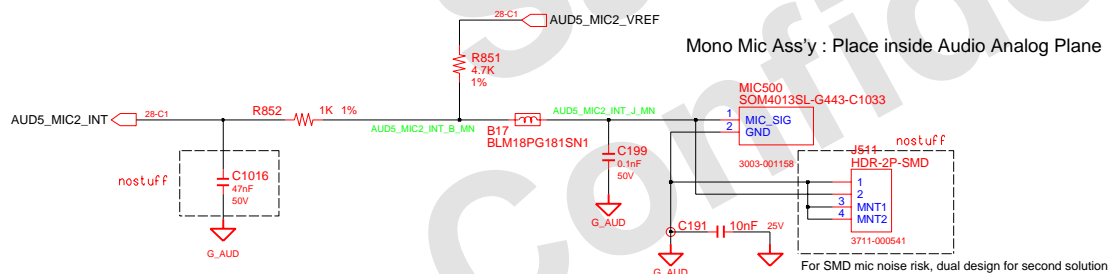 28-C1
AUD5_MIC2_VREF
Mono Mic Ass'y : Place inside Audio Analog Plane
R851
4.7K
1%
MIC500
SOM4013SL-G443-C1033
AUD5_MIC2_INT
28-C1
R852
1K 1%
AUD5_MIC2_INT_B_MN
B17
BLM18PG181SN1
AUD5_MIC2_INT_J_MN
1
2
MIC_SIG
GND
3003-001158
nostuff
C1016
47nF
50V
C199
0.1nF
50V
nostuff
J511
HDR-2P-SMD
1
2
3
4
1
2
MNT1
MNT2
3711-000541
G_AUD
G_AUD
C191
10nF
25V
G_AUD
For SMD mic noise risk, dual design for second solution